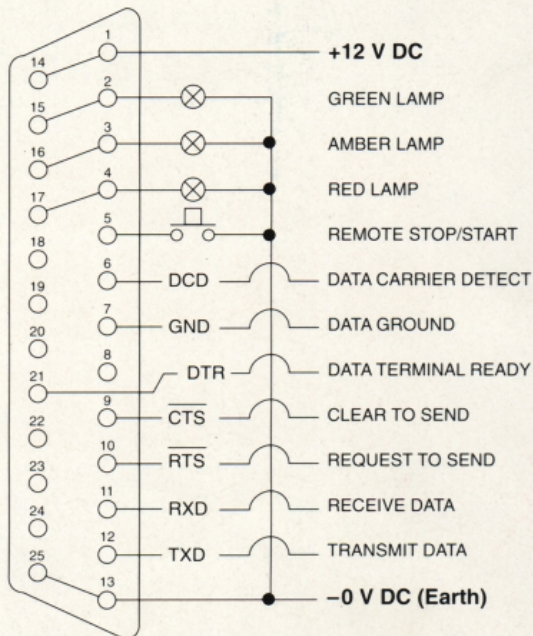 1 +12 V DC
14
2 GREEN LAMP
15
3 AMBER LAMP
16
4 RED LAMP
17
5 REMOTE STOP/START
18
6 DCD DATA CARRIER DETECT
19
7 GND DATA GROUND
20
8 DTR DATA TERMINAL READY
21
9 CTS CLEAR TO SEND
22
10 RTS REQUEST TO SEND
23
11 RXD RECEIVE DATA
24
12 TXD TRANSMIT DATA
25
13 –0 V DC (Earth)